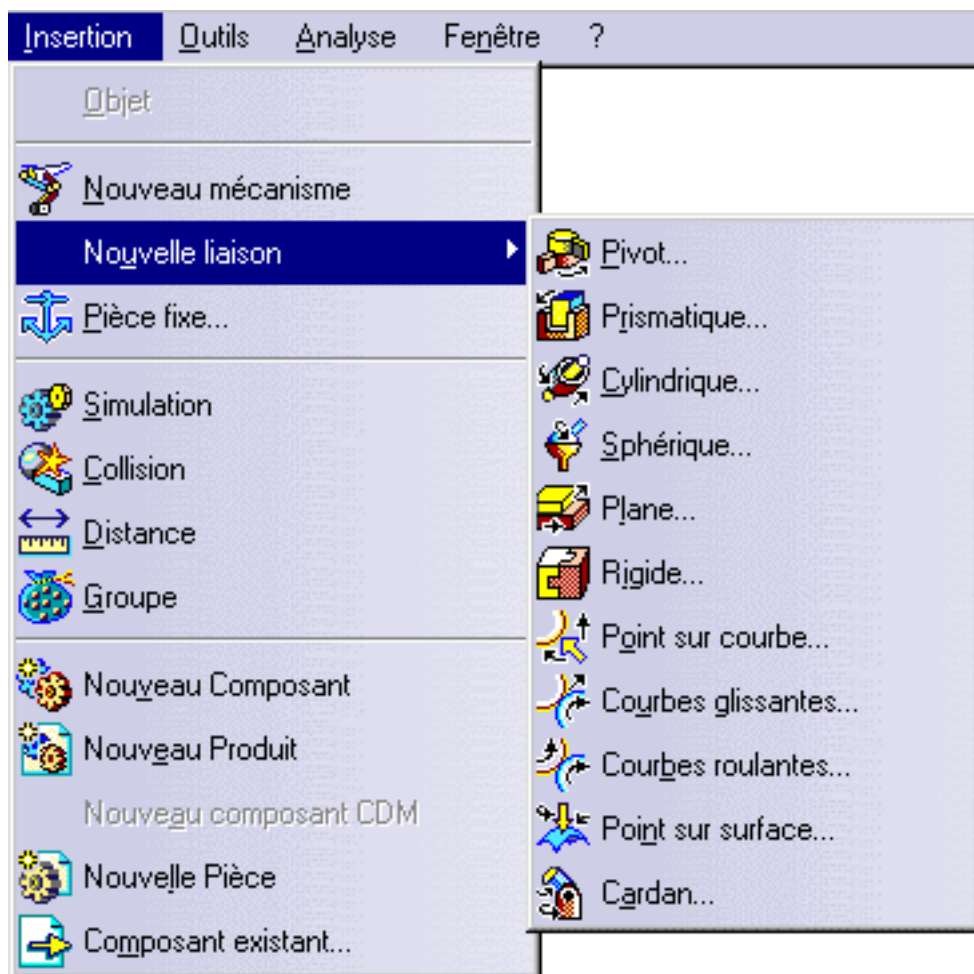 Insertion Outils Analyse Fenêtre ?
Objet
Nouveau mécanisme
Nouvelle liaison
Pièce fixe...
Simulation
Collision
Distance
Groupe
Nouveau Composant
Nouveau Produit
Nouveau composant CDM
Nouvelle Pièce
Composant existant...
Pivot...
Prismatique...
Cylindrique...
Sphérique...
Plane...
Rigide...
Point sur courbe...
Courbes glissantes...
Courbes roulantes...
Point sur surface...
Cardan...